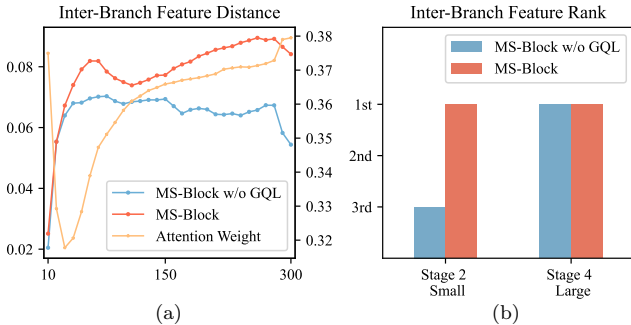 Inter-Branch Feature Distance
0.08
0.06
0.04
0.02
0.38
0.37
0.36
0.35
0.34
0.33
0.32
MS-Block w/o GQL
MS-Block
Attention Weight
10
150
300
(a)
Inter-Branch Feature Rank
MS-Block w/o GQL
MS-Block
1st
2nd
3rd
Stage 2
Small
Stage 4
Large
(b)